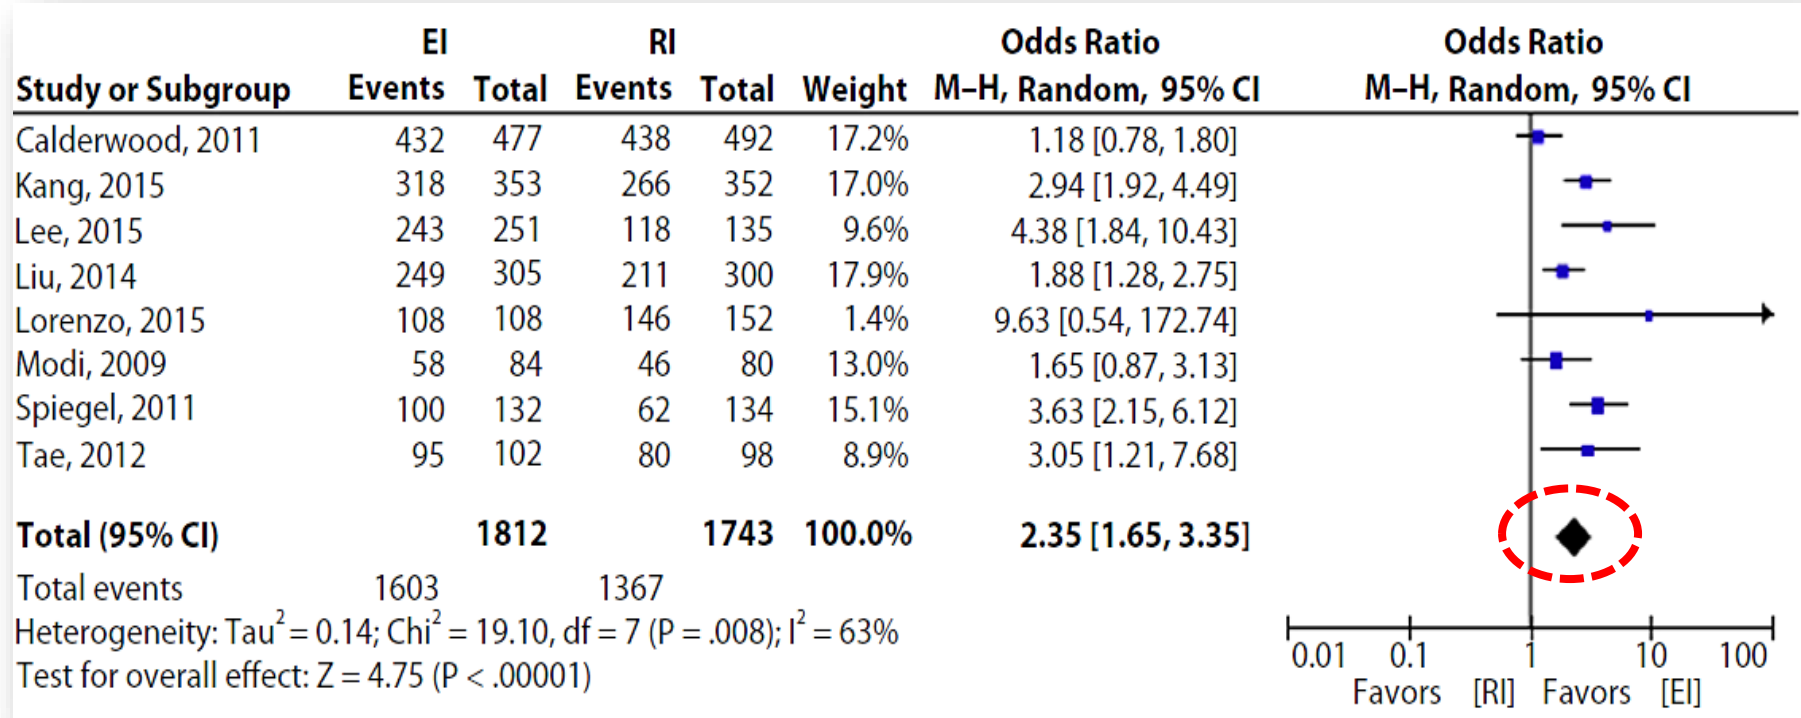 EI RI Odds Ratio Odds Ratio
Study or Subgroup Events Total Events Total Weight M–H, Random, 95% CI M–H, Random, 95% CI
Calderwood, 2011 432 477 438 492 17.2% 1.18 [0.78, 1.80]
Kang, 2015 318 353 266 352 17.0% 2.94 [1.92, 4.49]
Lee, 2015 243 251 118 135 9.6% 4.38 [1.84, 10.43]
Liu, 2014 249 305 211 300 17.9% 1.88 [1.28, 2.75]
Lorenzo, 2015 108 108 146 152 1.4% 9.63 [0.54, 172.74]
Modi, 2009 58 84 46 80 13.0% 1.65 [0.87, 3.13]
Spiegel, 2011 100 132 62 134 15.1% 3.63 [2.15, 6.12]
Tae, 2012 95 102 80 98 8.9% 3.05 [1.21, 7.68]
Total (95% CI) 1812 1743 100.0% 2.35 [1.65, 3.35]
Total events 1603 1367
Heterogeneity: Tau² = 0.14; Chi² = 19.10, df = 7 (P = .008); I² = 63%
Test for overall effect: Z = 4.75 (P < .00001)
0.01 0.1 1 10 100
Favors [RI] Favors [EI]